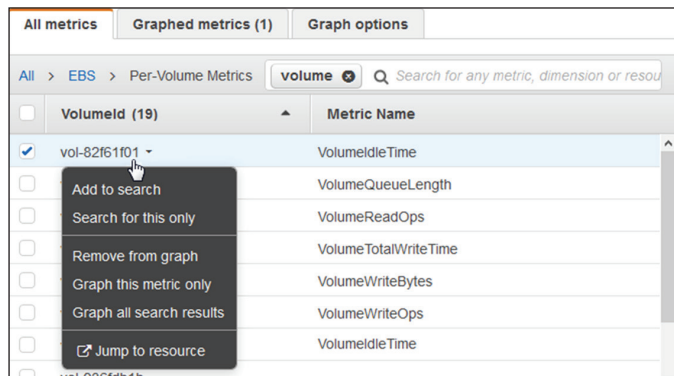 All metrics Graphed metrics (1) Graph options
All > EBS > Per-Volume Metrics volume Search for any metric, dimension or resou
VolumeId (19) Metric Name
vol-82f61f01 VolumeIdleTime
Add to search VolumeQueueLength
Search for this only VolumeReadOps
Remove from graph VolumeTotalWriteTime
Graph this metric only VolumeWriteBytes
Graph all search results VolumeWriteOps
Jump to resource VolumeIdleTime